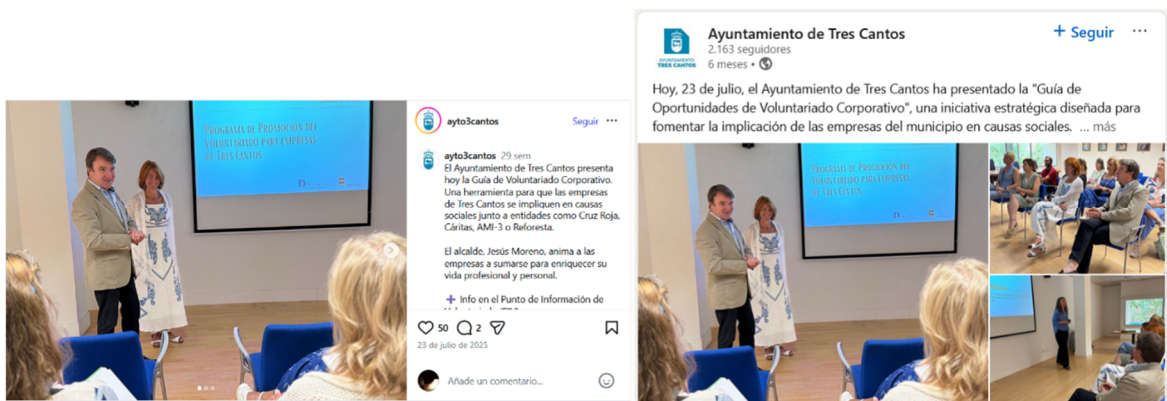 PROGRAMA DE PROMOCIÓN DEL
VOLUNTARIADO PARA EMPRESAS
DE TRES CANTOS
ayto3cantos
Seguir ···
ayto3cantos 29 sem
El Ayuntamiento de Tres Cantos presenta
hoy la Guía de Voluntariado Corporativo.
Una herramienta para que las empresas
de Tres Cantos se impliquen en causas
sociales junto a entidades como Cruz Roja,
Cáritas, AMI-3 o Reforesta.
El alcalde, Jesús Moreno, anima a las
empresas a sumarse para enriquecer su
vida profesional y personal.
➕ Info en el Punto de Información de
50 2
23 de julio de 2025
Añade un comentario...
AYUNTAMIENTO
TRES CANTOS
Ayuntamiento de Tres Cantos
2.163 seguidores
6 meses •
+ Seguir ···
Hoy, 23 de julio, el Ayuntamiento de Tres Cantos ha presentado la "Guía de
Oportunidades de Voluntariado Corporativo", una iniciativa estratégica diseñada para
fomentar la implicación de las empresas del municipio en causas sociales. ... más
PROGRAMA DE PROMOCIÓN DEL
VOLUNTARIADO PARA EMPRESAS
DE TRES CANTOS